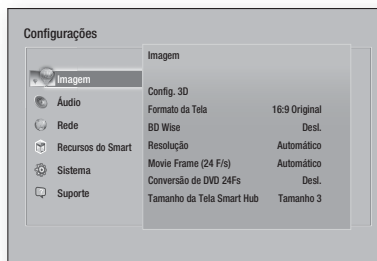 Configurações
Imagem
Áudio
Rede
Recursos do Smart
Sistema
Suporte
Imagem
Config. 3D
Formato da Tela 16:9 Original
BD Wise Desl.
Resolução Automático
Movie Frame (24 F/s) Automático
Conversão de DVD 24Fs Desl.
Tamanho da Tela Smart Hub Tamanho 3